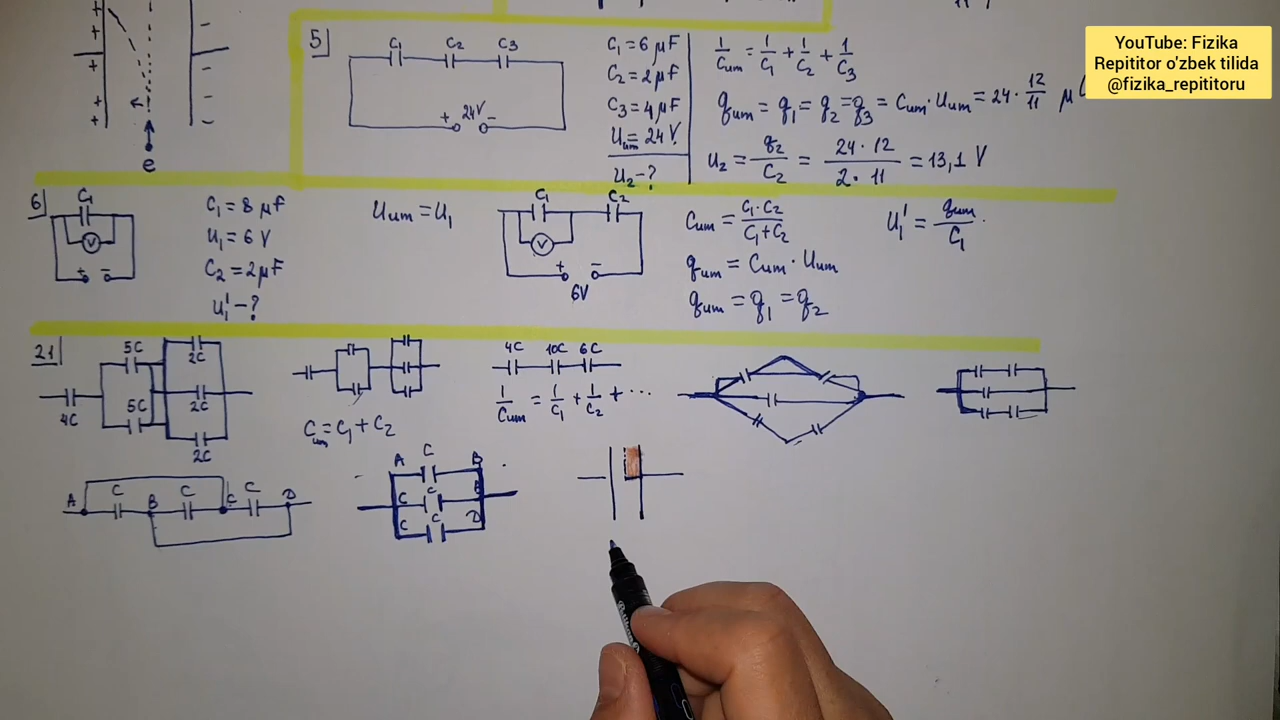 YouTube: Fizika
Repititor o'zbek tilida
@fizika_repititoru
+ −
+ −
+
+ −
+ −
e
5)
C₁ C₂ C₃
+ 24V −
C₁ = 6 μF
C₂ = 2 μF
C₃ = 4 μF
Uum = 24 V
U₂ − ?
1/Cum = 1/C₁ + 1/C₂ + 1/C₃
qum = q₁ = q₂ = q₃ = Cum · Uum = 24 · 12/11 μ
U₂ = q₂/C₂ = 24 · 12/2 · 11 = 13,1 V
6)
C₁
V
+ −
C₁ = 8 μF
U₁ = 6 V
C₂ = 2 μF
U₁' − ?
Uum = U₁
C₁ C₂
V
+ −
6V
Cum = C₁ · C₂/C₁ + C₂
qum = Cum · Uum
qum = q₁ = q₂
U₁' = qum/C₁
21)
4C
5C
5C
2C
2C
2C
Cum = C₁ + C₂
4C 10C 6C
1/Cum = 1/C₁ + 1/C₂ + ...
A C B C C C D
A C B
C C B
C C D